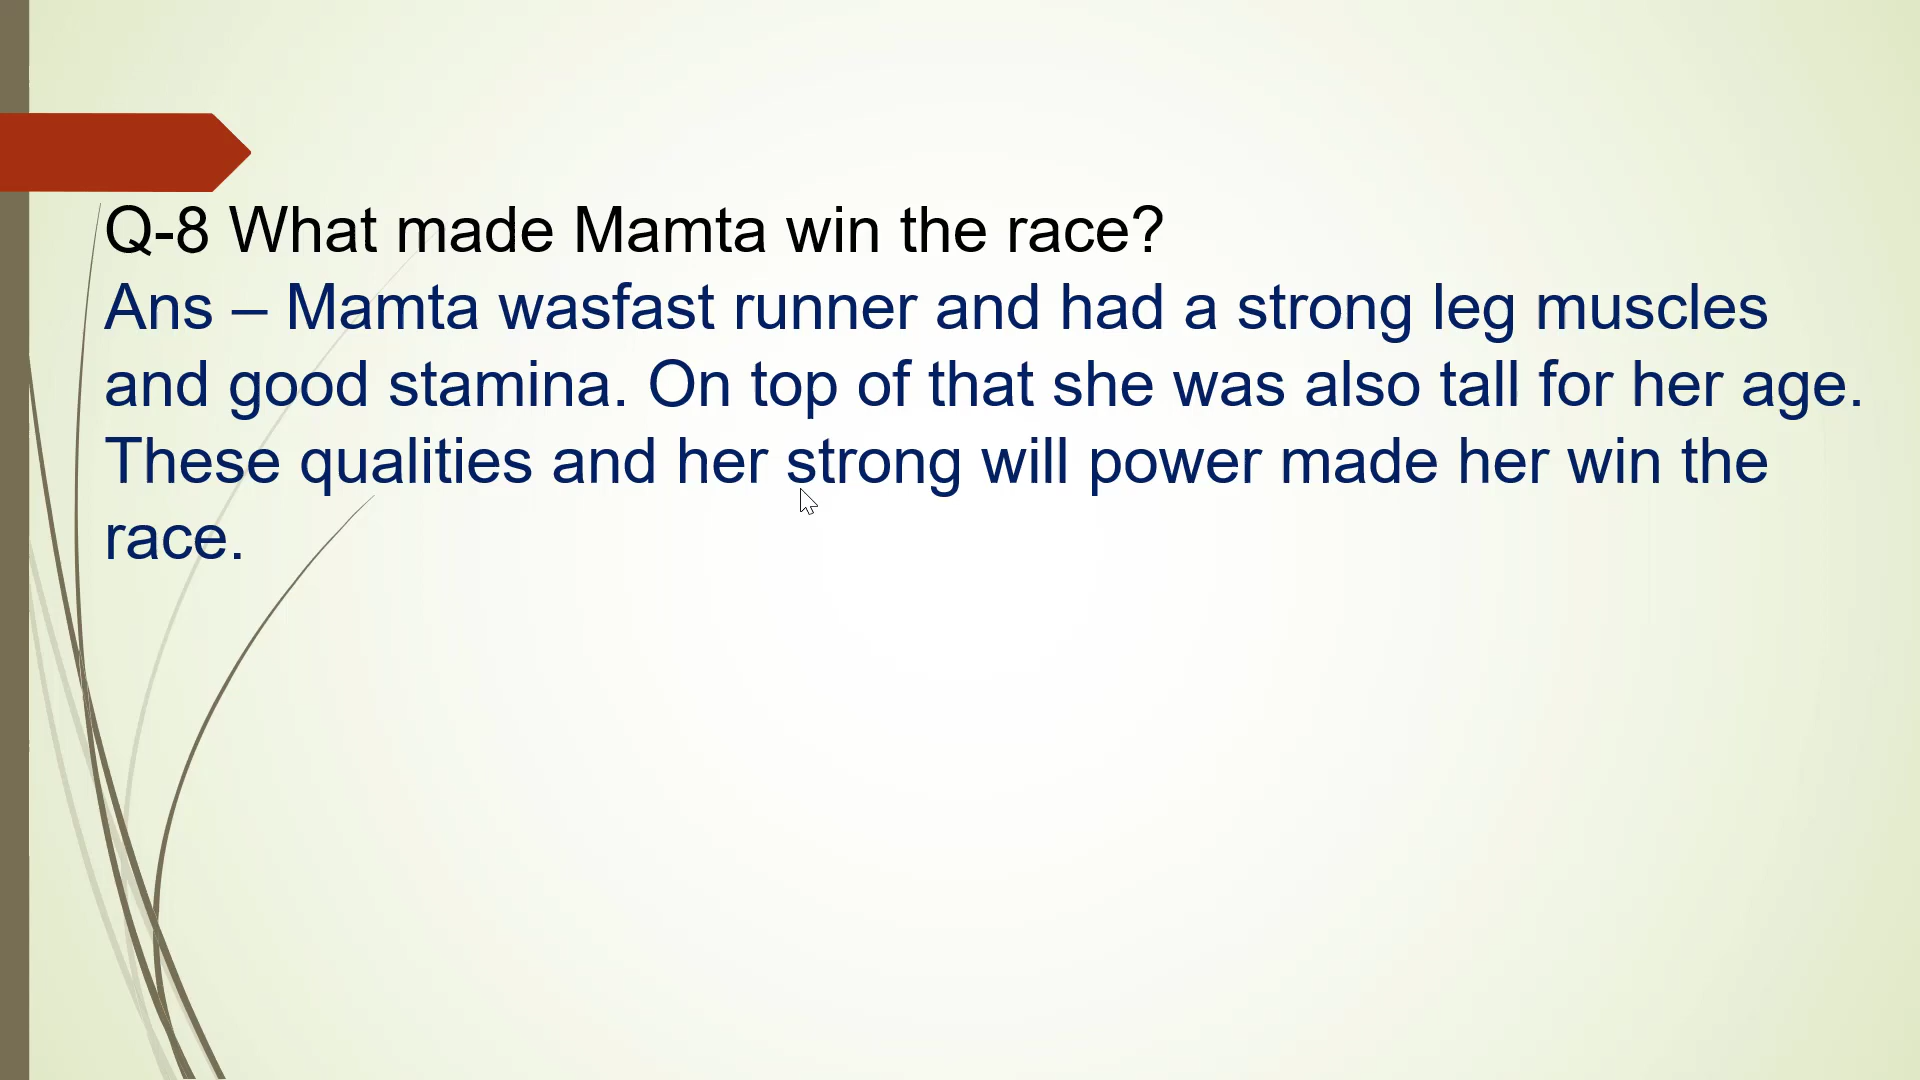 Q-8 What made Mamta win the race?
Ans – Mamta wasfast runner and had a strong leg muscles
and good stamina. On top of that she was also tall for her age.
These qualities and her strong will power made her win the
race.